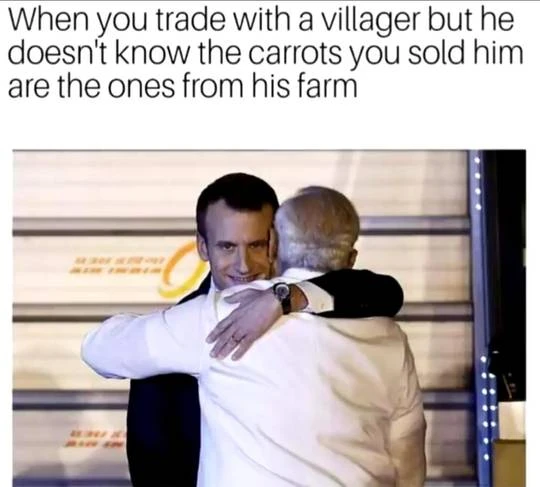 When you trade with a villager but he
doesn't know the carrots you sold him
are the ones from his farm